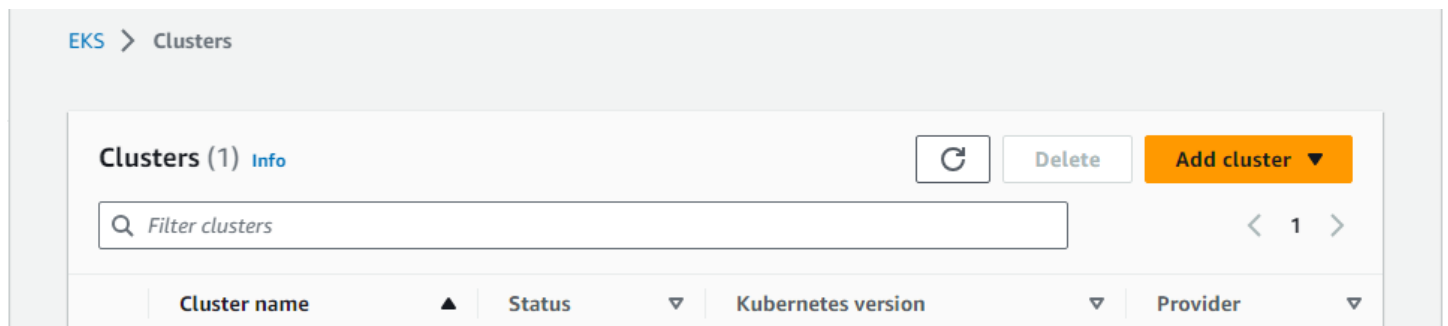 EKS > Clusters
Clusters (1) Info
Delete
Add cluster
Filter clusters
< 1 >
Cluster name Status Kubernetes version Provider